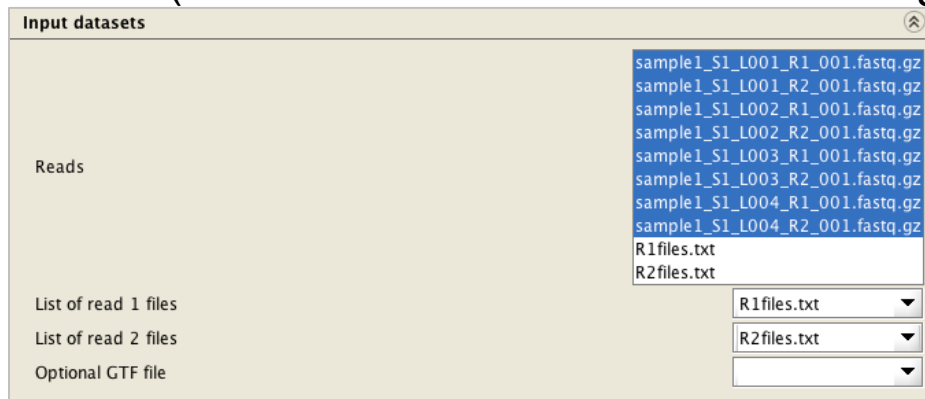 Input datasets
sample1_S1_L001_R1_001.fastq.gz
sample1_S1_L001_R2_001.fastq.gz
sample1_S1_L002_R1_001.fastq.gz
sample1_S1_L002_R2_001.fastq.gz
Reads
sample1_S1_L003_R1_001.fastq.gz
sample1_S1_L003_R2_001.fastq.gz
sample1_S1_L004_R1_001.fastq.gz
sample1_S1_L004_R2_001.fastq.gz
R1files.txt
R2files.txt
List of read 1 files R1files.txt
List of read 2 files R2files.txt
Optional GTF file